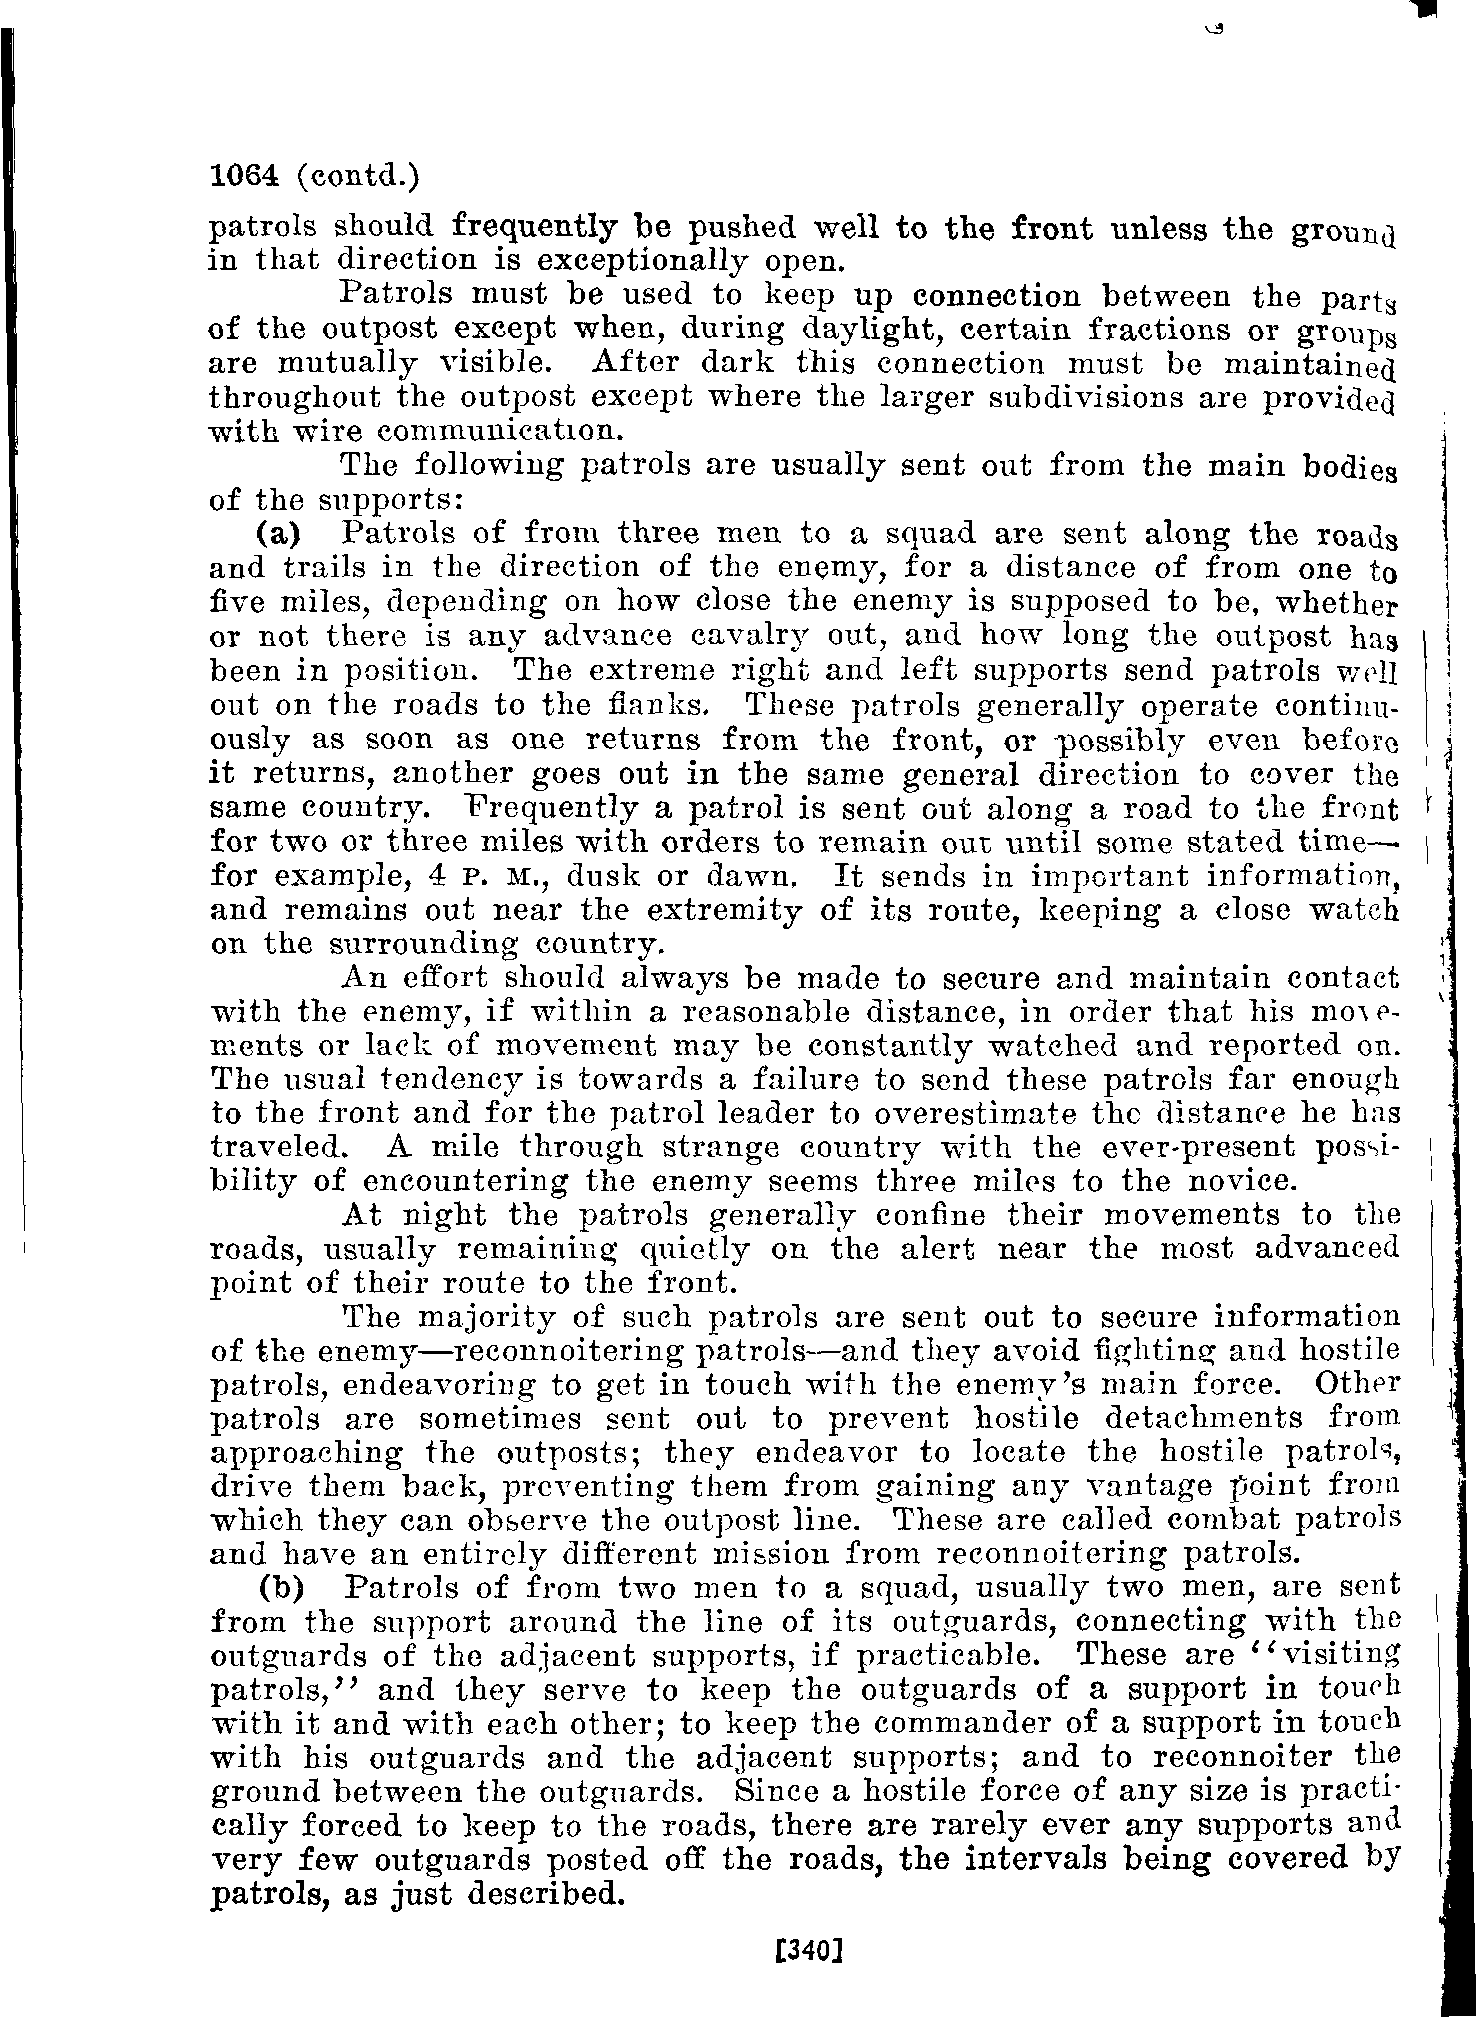 1064 (contd.)
patrols should frequently be pushed well to the front unless the ground
in that direction is exceptionally open.
Patrols must be used to keep up connection between the parts
of the outpost except when, during daylight, certain fractions or groups
are mutually visible. After dark this connection must be maintained
throughout the outpost except where the larger subdivisions are provided
with wire communication.
The following patrols are usually sent out from the main bodies
of the supports:
(a) Patrols of from three men to a squad are sent along the roads
and trails in the direction of the enemy, for a distance of from one to
five miles, depending on how close the enemy is supposed to be, whether
or not there is any advance cavalry out, and how long the outpost has
been in position. The extreme right and left supports send patrols well
out on the roads to the flanks. These patrols generally operate continu-
ously as soon as one returns from the front, or possibly even before
it returns, another goes out in the same general direction to cover the
same country. Frequently a patrol is sent out along a road to the front
for two or three miles with orders to remain out until some stated time—
for example, 4 P. M., dusk or dawn. It sends in important information,
and remains out near the extremity of its route, keeping a close watch
on the surrounding country.
An effort should always be made to secure and maintain contact
with the enemy, if within a reasonable distance, in order that his move-
ments or lack of movement may be constantly watched and reported on.
The usual tendency is towards a failure to send these patrols far enough
to the front and for the patrol leader to overestimate the distance he has
traveled. A mile through strange country with the ever-present possi-
bility of encountering the enemy seems three miles to the novice.
At night the patrols generally confine their movements to the
roads, usually remaining quietly on the alert near the most advanced
point of their route to the front.
The majority of such patrols are sent out to secure information
of the enemy—reconnoitering patrols—and they avoid fighting and hostile
patrols, endeavoring to get in touch with the enemy's main force. Other
patrols are sometimes sent out to prevent hostile detachments from
approaching the outposts; they endeavor to locate the hostile patrols,
drive them back, preventing them from gaining any vantage point from
which they can observe the outpost line. These are called combat patrols
and have an entirely different mission from reconnoitering patrols.
(b) Patrols of from two men to a squad, usually two men, are sent
from the support around the line of its outguards, connecting with the
outguards of the adjacent supports, if practicable. These are ''visiting
patrols,'' and they serve to keep the outguards of a support in touch
with it and with each other; to keep the commander of a support in touch
with his outguards and the adjacent supports; and to reconnoiter the
ground between the outguards. Since a hostile force of any size is practi-
cally forced to keep to the roads, there are rarely ever any supports and
very few outguards posted off the roads, the intervals being covered by
patrols, as just described.
[340]